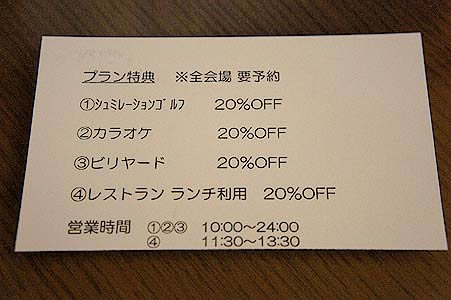 プラン特典　※全会場 要予約
①ｼｭﾐﾚｰｼｮﾝｺﾞﾙﾌ　20%OFF
②カラオケ　20%OFF
③ビリヤード　20%OFF
④レストラン ランチ利用　20%OFF
営業時間　①②③　10:00～24:00
④　11:30～13:30